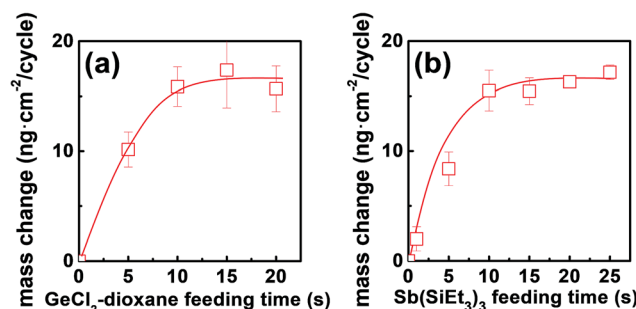 (a)
mass change (ng·cm⁻²/cycle)
20
10
0
0 5 10 15 20
GeCl₂-dioxane feeding time (s)
(b)
mass change (ng·cm⁻²/cycle)
20
10
0
0 5 10 15 20 25
Sb(SiEt₃)₃ feeding time (s)